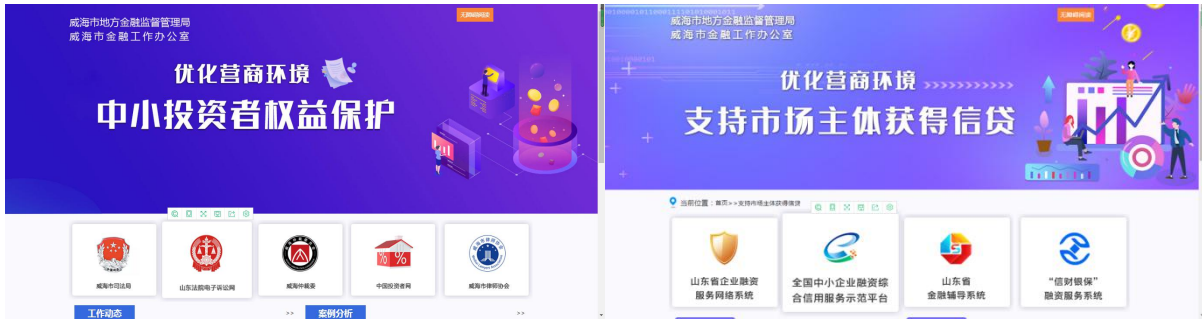 威海市地方金融监督管理局
威海市金融工作办公室
无障碍阅读
优化营商环境
中小投资者权益保护
威海市司法局
山东法院电子诉讼网
威海仲裁委
中国投资者网
威海市律师协会
工作动态
>>
案例分析
>>
威海市地方金融监督管理局
威海市金融工作办公室
无障碍阅读
优化营商环境 >>>>>>>>>>>
支持市场主体获得信贷
当前位置：首页>>支持市场主体获得信贷
山东省企业融资
服务网络系统
全国中小企业融资综
合信用服务示范平台
山东省
金融辅导系统
“信财银保”
融资服务系统